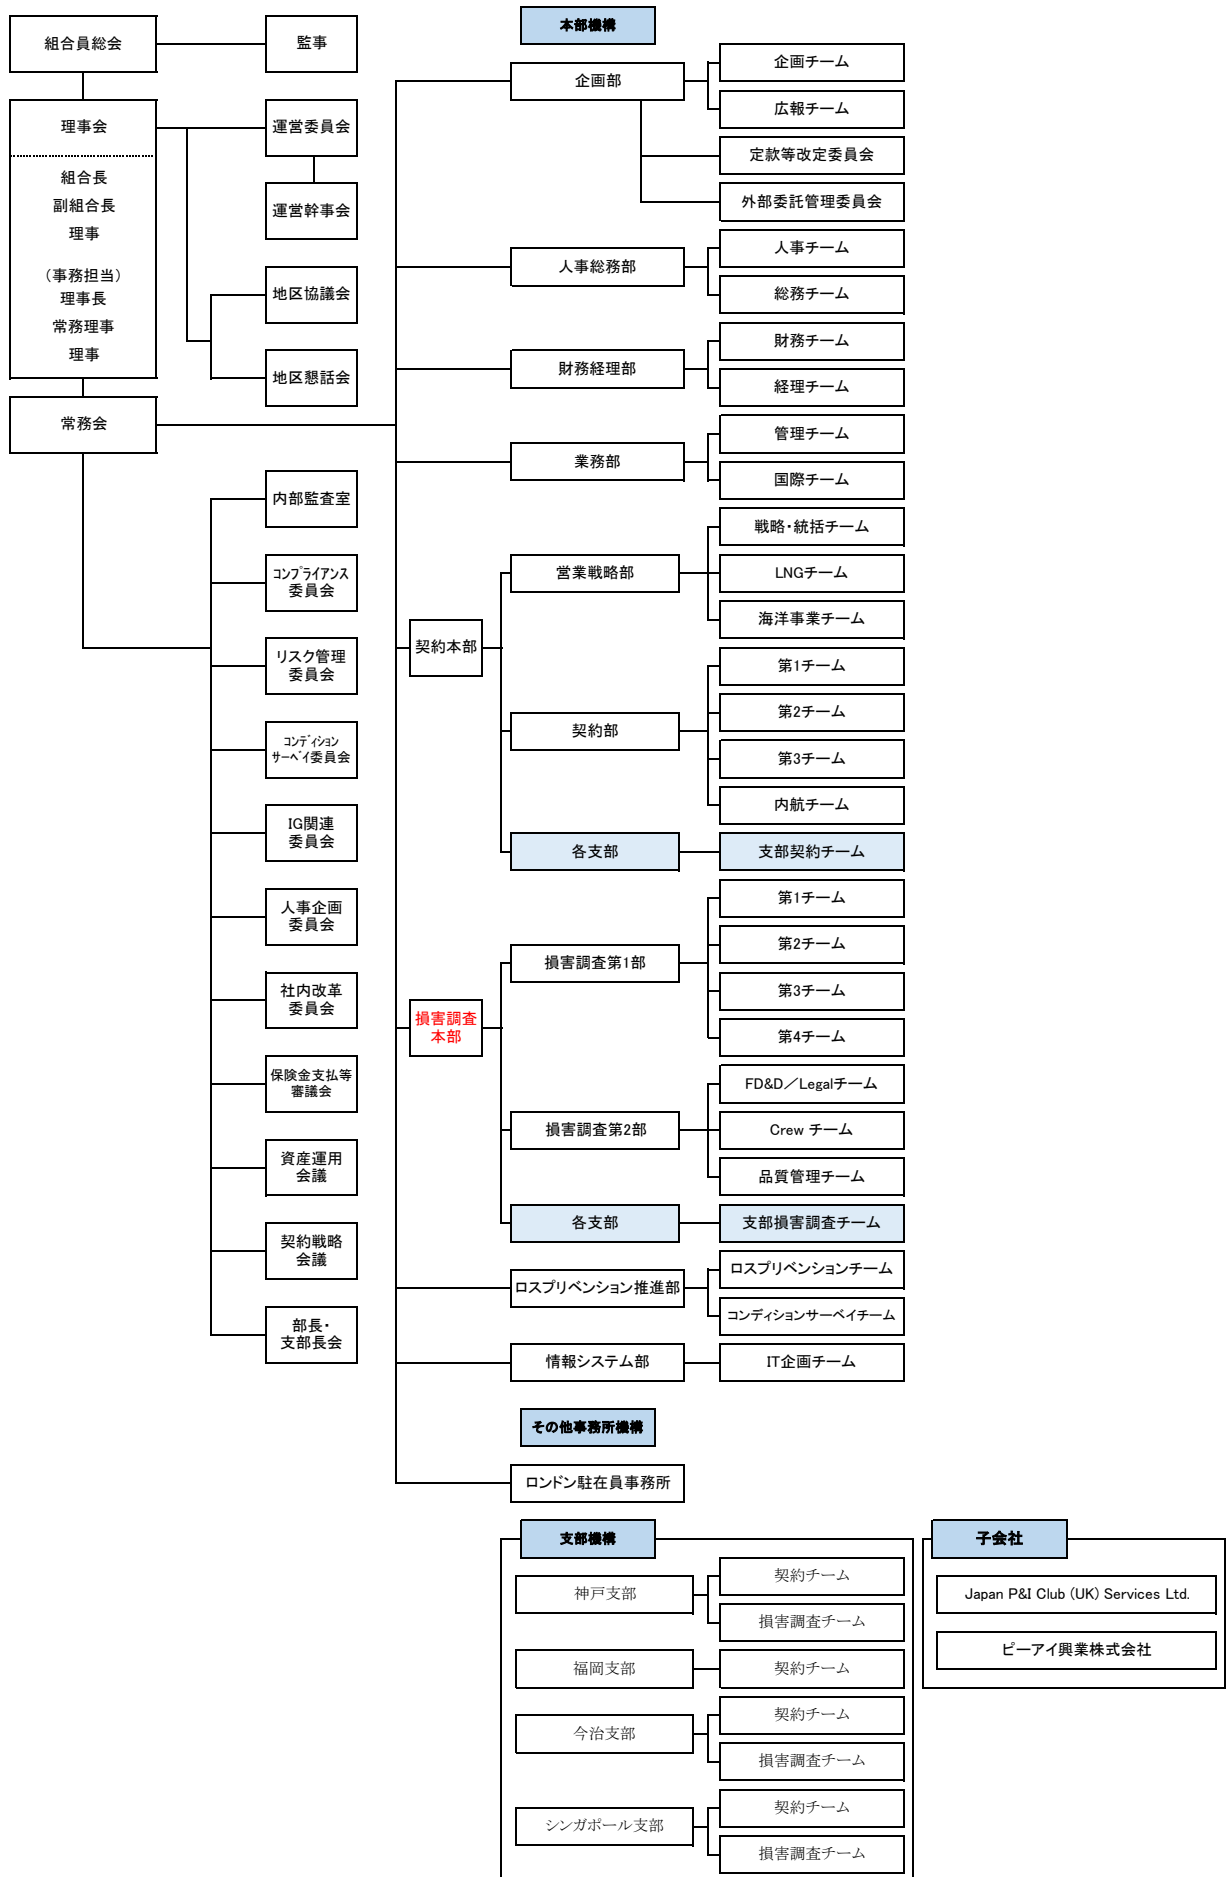 組合員総会
監事
理事会
組合長
副組合長
理事
（事務担当）
理事長
常務理事
理事
運営委員会
運営幹事会
地区協議会
地区懇話会
常務会
内部監査室
コンプライアンス
委員会
リスク管理
委員会
コンディション
サーベイ委員会
IG関連
委員会
人事企画
委員会
社内改革
委員会
保険金支払等
審議会
資産運用
会議
契約戦略
会議
部長・
支部長会
本部機構
企画部
企画チーム
広報チーム
定款等改定委員会
外部委託管理委員会
人事総務部
人事チーム
総務チーム
財務経理部
財務チーム
経理チーム
業務部
管理チーム
国際チーム
契約本部
営業戦略部
戦略・統括チーム
LNGチーム
海洋事業チーム
契約部
第1チーム
第2チーム
第3チーム
内航チーム
各支部
支部契約チーム
損害調査
本部
損害調査第1部
第1チーム
第2チーム
第3チーム
第4チーム
損害調査第2部
FD&D／Legalチーム
Crew チーム
品質管理チーム
各支部
支部損害調査チーム
ロスプリベンション推進部
ロスプリベンションチーム
コンディションサーベイチーム
情報システム部
IT企画チーム
その他事務所機構
ロンドン駐在員事務所
支部機構
神戸支部
契約チーム
損害調査チーム
福岡支部
契約チーム
今治支部
契約チーム
損害調査チーム
シンガポール支部
契約チーム
損害調査チーム
子会社
Japan P&I Club (UK) Services Ltd.
ピーアイ興業株式会社